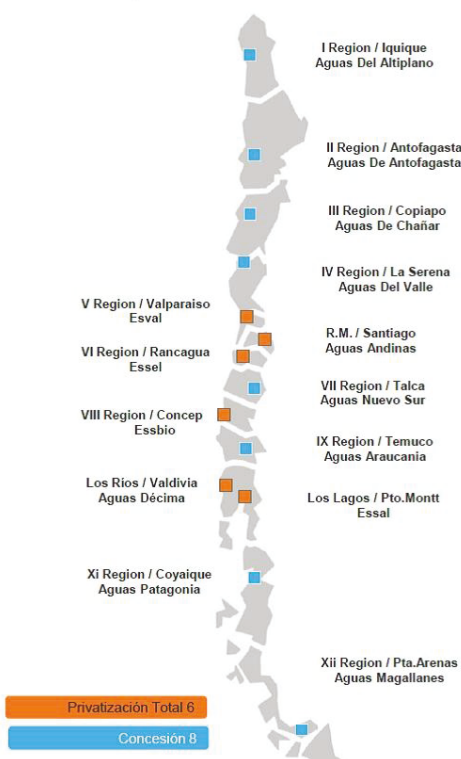 I Region / Iquique
Aguas Del Altiplano
II Region / Antofagasta
Aguas De Antofagasta
III Region / Copiapo
Aguas De Chañar
IV Region / La Serena
Aguas Del Valle
V Region / Valparaiso
Esval
R.M. / Santiago
Aguas Andinas
VI Region / Rancagua
Essel
VII Region / Talca
Aguas Nuevo Sur
VIII Region / Concep
Essbio
IX Region / Temuco
Aguas Araucania
Los Rios / Valdivia
Aguas Décima
Los Lagos / Pto.Montt
Essal
Xi Region / Coyaique
Aguas Patagonia
Xii Region / Pta.Arenas
Aguas Magallanes
Privatización Total 6
Concesión 8